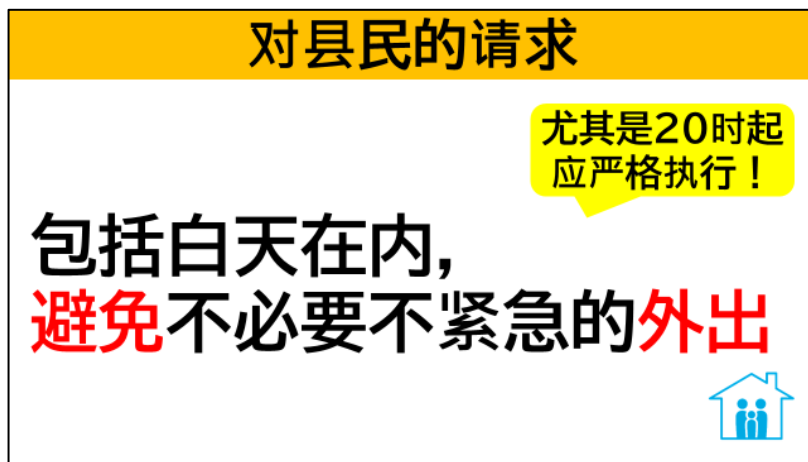 对县民的请求
尤其是20时起
应严格执行！
包括白天在内，
避免不必要不紧急的外出